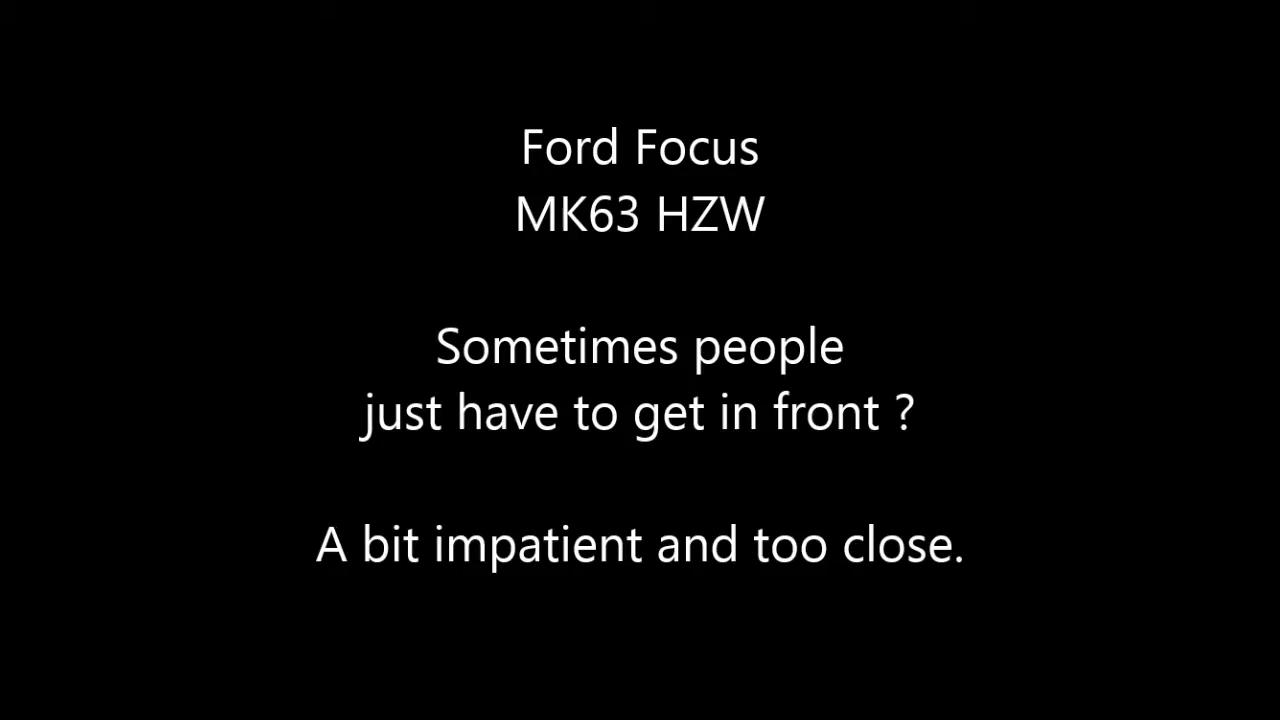 Ford Focus
MK63 HZW
Sometimes people
just have to get in front ?
A bit impatient and too close.